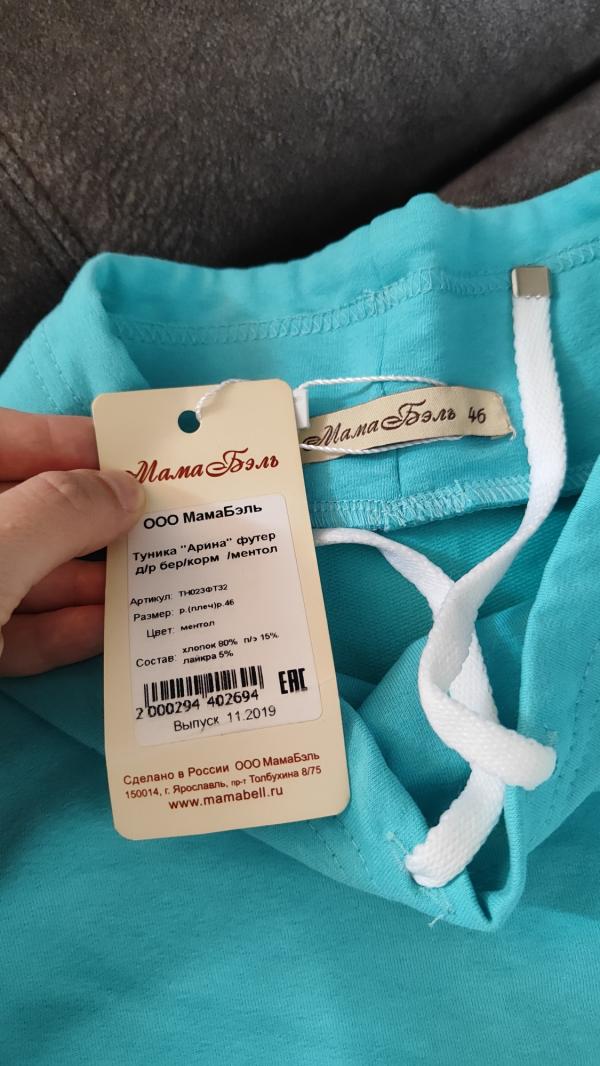 МамаБэль 46
МамаБэль
ООО МамаБэль
Туника "Арина" футер
д/р бер/корм /ментол
Артикул: ТН023ФТ32
Размер: р.(плеч)р.46
Цвет: ментол
Состав: хлопок 80% п/э 15%
лайкра 5%
2 000294 402694
EAC
Выпуск 11.2019
Сделано в России ООО МамаБэль
150014, г. Ярославль, пр-т Толбухина 8/75
www.mamabell.ru